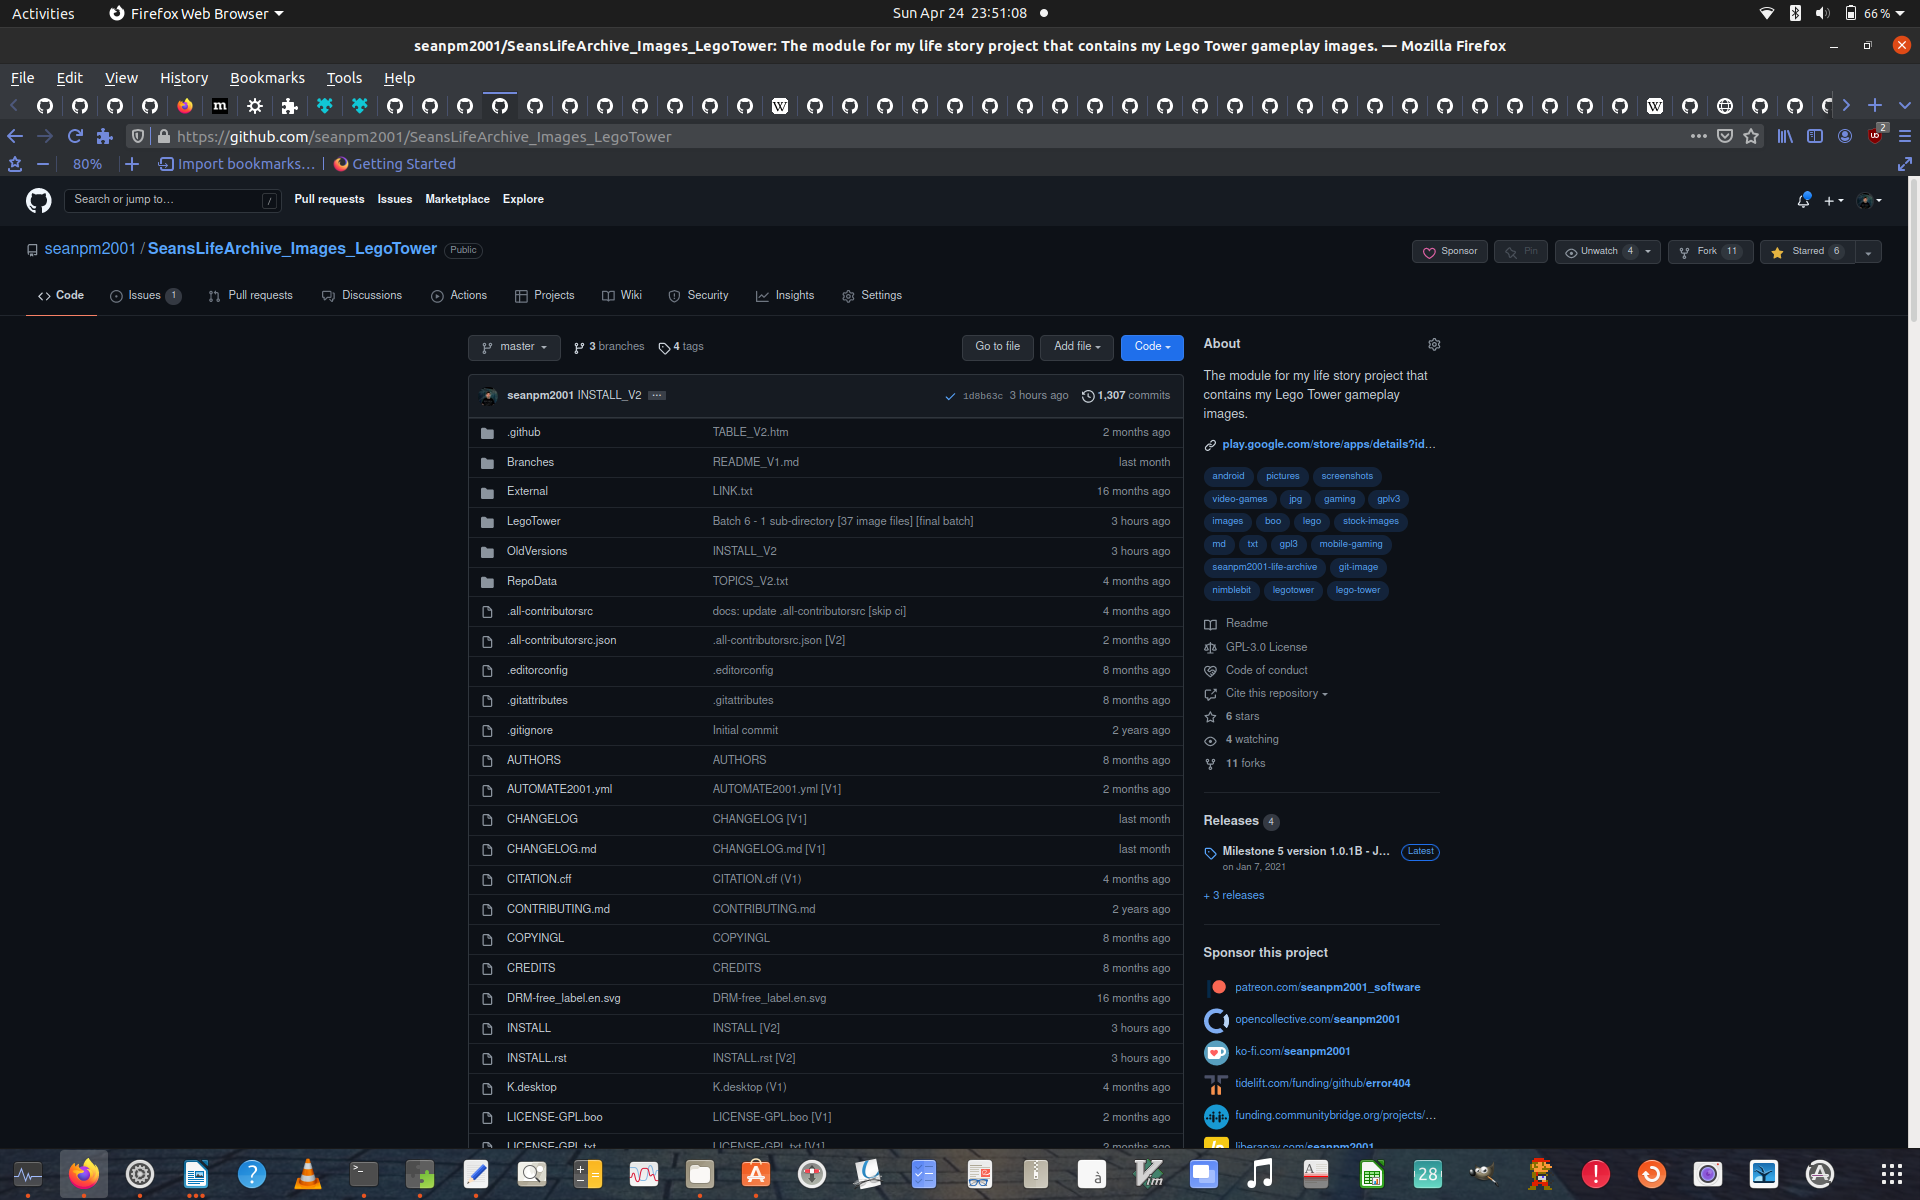 Activities
Firefox Web Browser
Sun Apr 24 23:51:08
66 %
seanpm2001/SeansLifeArchive_Images_LegoTower: The module for my life story project that contains my Lego Tower gameplay images. — Mozilla Firefox
File Edit View History Bookmarks Tools Help
https://github.com/seanpm2001/SeansLifeArchive_Images_LegoTower
2
80%
Import bookmarks...
Getting Started
Search or jump to...
/
Pull requests Issues Marketplace Explore
seanpm2001 / SeansLifeArchive_Images_LegoTower Public
Sponsor Pin Unwatch 4 Fork 11 Starred 6
Code Issues 1 Pull requests Discussions Actions Projects Wiki Security Insights Settings
master 3 branches 4 tags Go to file Add file Code
seanpm2001 INSTALL_V2 ... 1d8b63c 3 hours ago 1,307 commits
.github TABLE_V2.htm 2 months ago
Branches README_V1.md last month
External LINK.txt 16 months ago
LegoTower Batch 6 - 1 sub-directory [37 image files] [final batch] 3 hours ago
OldVersions INSTALL_V2 3 hours ago
RepoData TOPICS_V2.txt 4 months ago
.all-contributorsrc docs: update .all-contributorsrc [skip ci] 4 months ago
.all-contributorsrc.json .all-contributorsrc.json [V2] 2 months ago
.editorconfig .editorconfig 8 months ago
.gitattributes .gitattributes 8 months ago
.gitignore Initial commit 2 years ago
AUTHORS AUTHORS 8 months ago
AUTOMATE2001.yml AUTOMATE2001.yml [V1] 2 months ago
CHANGELOG CHANGELOG [V1] last month
CHANGELOG.md CHANGELOG.md [V1] last month
CITATION.cff CITATION.cff (V1) 4 months ago
CONTRIBUTING.md CONTRIBUTING.md 2 years ago
COPYINGL COPYINGL 8 months ago
CREDITS CREDITS 8 months ago
DRM-free_label.en.svg DRM-free_label.en.svg 16 months ago
INSTALL INSTALL [V2] 3 hours ago
INSTALL.rst INSTALL.rst [V2] 3 hours ago
K.desktop K.desktop (V1) 4 months ago
LICENSE-GPL.boo LICENSE-GPL.boo [V1] 2 months ago
LICENSE-GPL.txt LICENSE-GPL.txt [V1] 2 months ago
About
The module for my life story project that
contains my Lego Tower gameplay
images.
play.google.com/store/apps/details?id...
android pictures screenshots
video-games jpg gaming gplv3
images boo lego stock-images
md txt gpl3 mobile-gaming
seanpm2001-life-archive git-image
nimblebit legotower lego-tower
Readme
GPL-3.0 License
Code of conduct
Cite this repository
6 stars
4 watching
11 forks
Releases 4
Milestone 5 version 1.0.1B - J... Latest
on Jan 7, 2021
+ 3 releases
Sponsor this project
patreon.com/seanpm2001_software
opencollective.com/seanpm2001
ko-fi.com/seanpm2001
tidelift.com/funding/github/error404
funding.communitybridge.org/projects/...
liberapay.com/seanpm2001
28